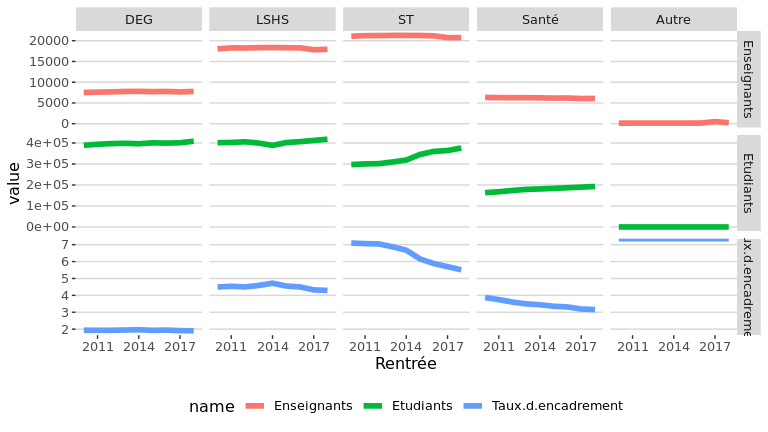 DEG LSHS ST Santé Autre
20000
15000
10000
5000
0
Enseignants
4e+05
3e+05
2e+05
1e+05
0e+00
Etudiants
7
6
5
4
3
2
ux.d.encadreme
value
2011 2014 2017 2011 2014 2017 2011 2014 2017 2011 2014 2017 2011 2014 2017
Rentrée
name Enseignants Etudiants Taux.d.encadrement